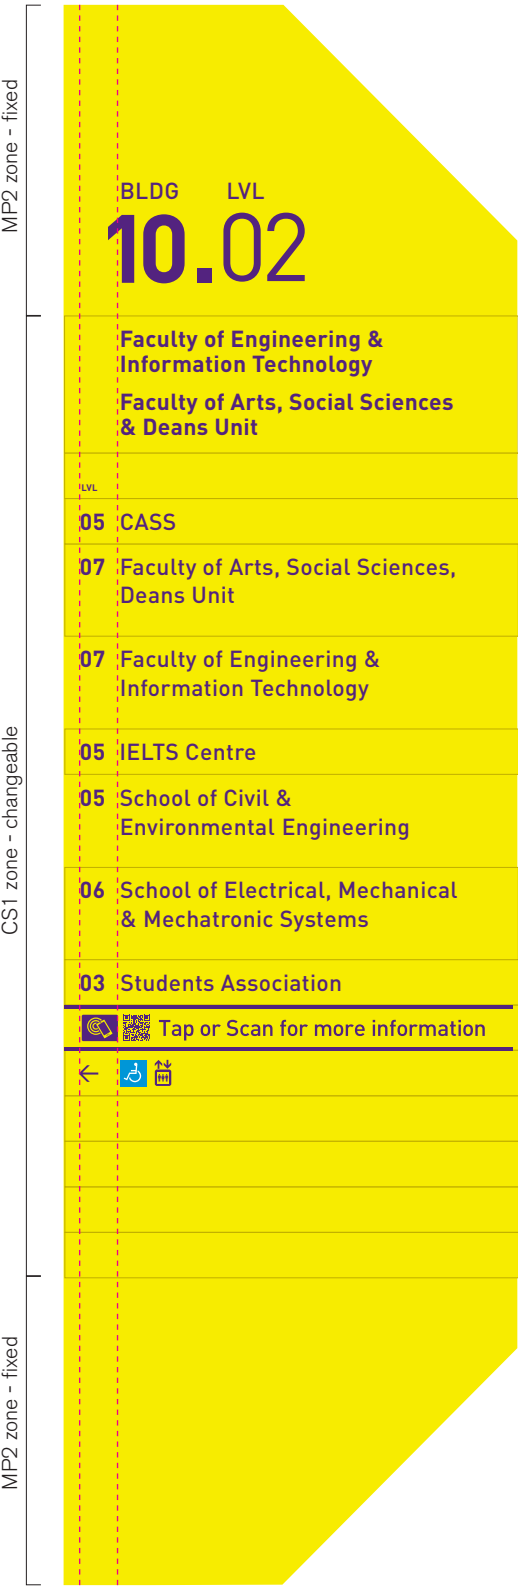 MP2 zone - fixed
BLDG LVL
10.02
Faculty of Engineering &
Information Technology
Faculty of Arts, Social Sciences
& Deans Unit
CS1 zone - changeable
LVL
05 CASS
07 Faculty of Arts, Social Sciences,
Deans Unit
07 Faculty of Engineering &
Information Technology
05 IELTS Centre
05 School of Civil &
Environmental Engineering
06 School of Electrical, Mechanical
& Mechatronic Systems
03 Students Association
Tap or Scan for more information
MP2 zone - fixed